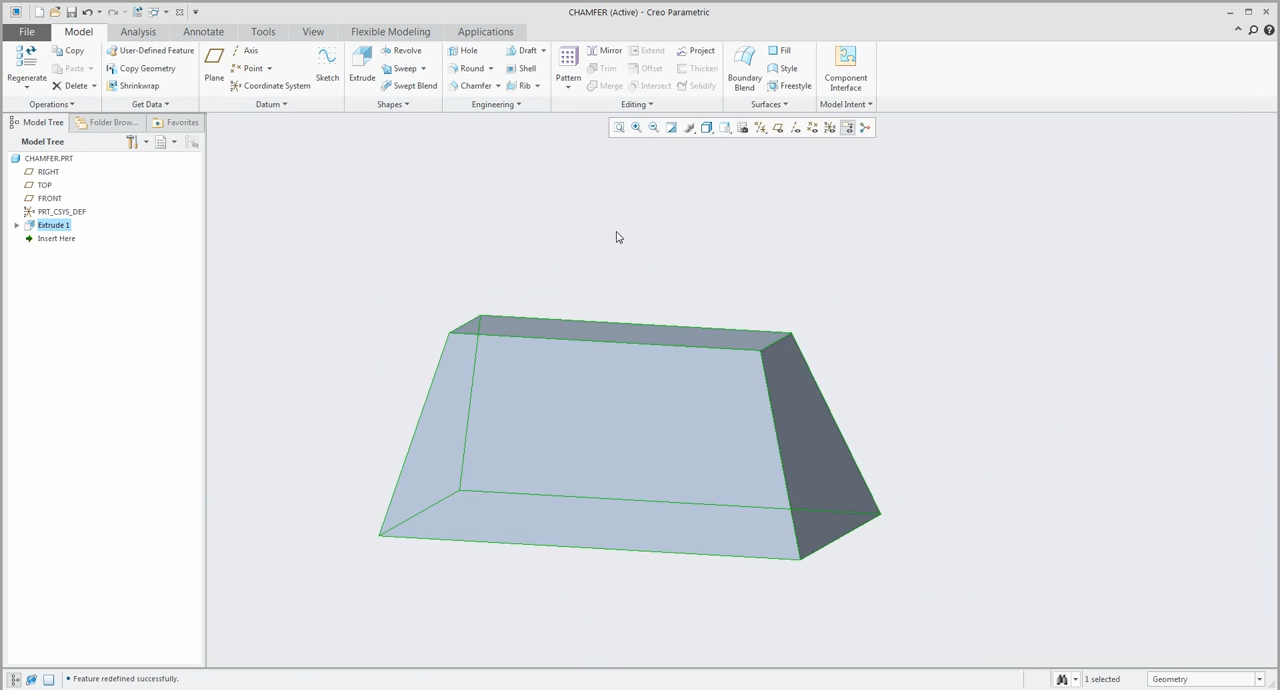 CHAMFER (Active) - Creo Parametric
File Model Analysis Annotate Tools View Flexible Modeling Applications
Regenerate
Copy
Paste
Delete
Operations
User-Defined Feature
Copy Geometry
Shrinkwrap
Get Data
Plane
Axis
Point
Coordinate System
Sketch
Datum
Extrude
Revolve
Sweep
Swept Blend
Shapes
Hole
Round
Chamfer
Draft
Shell
Rib
Engineering
Pattern
Mirror
Trim
Merge
Extend
Offset
Intersect
Project
Thicken
Solidify
Editing
Boundary
Blend
Fill
Style
Freestyle
Surfaces
Component
Interface
Model Intent
Model Tree Folder Brow... Favorites
Model Tree
CHAMFER.PRT
RIGHT
TOP
FRONT
PRT_CSYS_DEF
Extrude 1
Insert Here
• Feature redefined successfully.
1 selected
Geometry